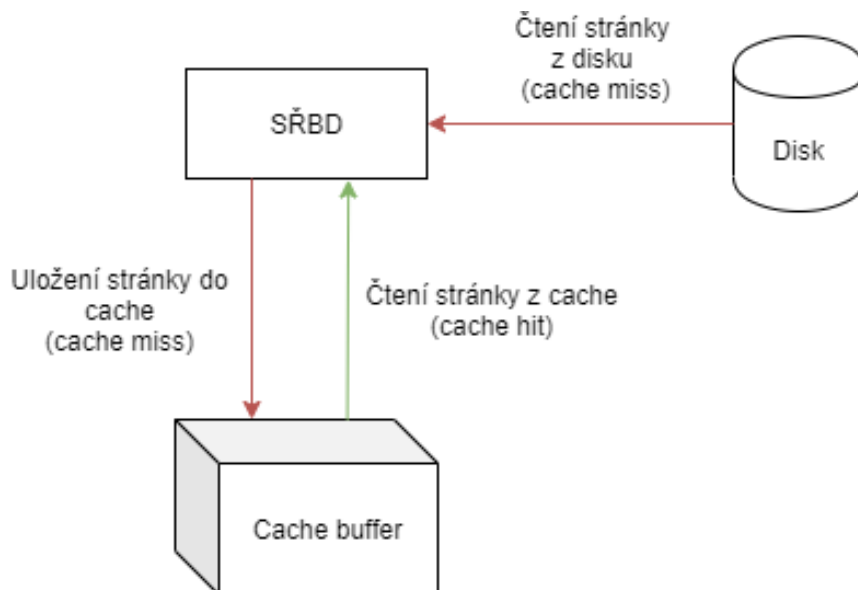 Čtení stránky
z disku
(cache miss)
SŘBD
Disk
Uložení stránky do
cache
(cache miss)
Čtení stránky z cache
(cache hit)
Cache buffer